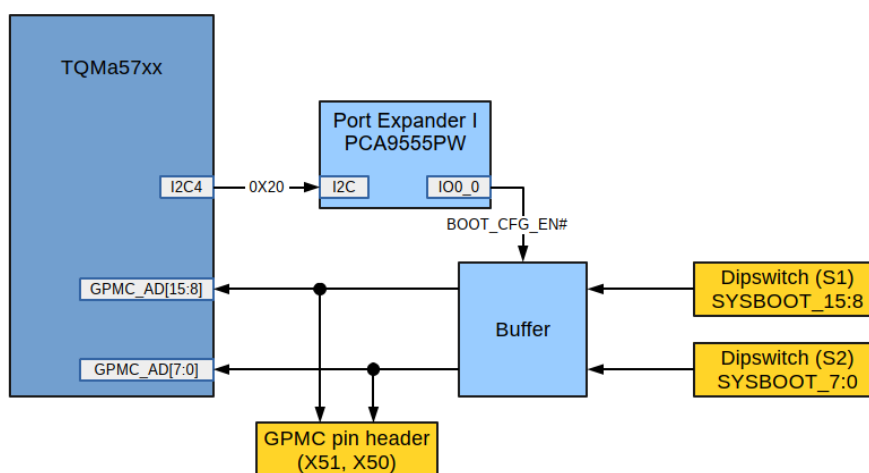 TQMa57xx
Port Expander I
PCA9555PW
I2C4
0X20
I2C
IO0_0
BOOT_CFG_EN#
GPMC_AD[15:8]
Buffer
Dipswitch (S1)
SYSBOOT_15:8
GPMC_AD[7:0]
Dipswitch (S2)
SYSBOOT_7:0
GPMC pin header
(X51, X50)